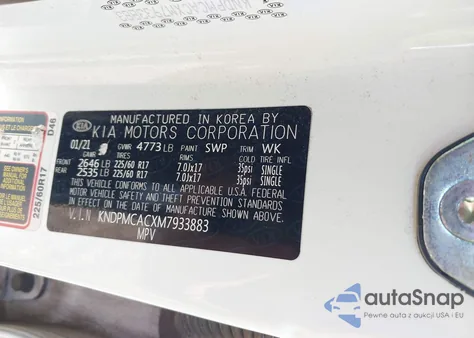 D46
225/60R17
KIA
MANUFACTURED IN KOREA BY
KIA MOTORS CORPORATION
01/21 GVWR 4773 LB PAINT SWP TRIM WK
GAWR TIRES RIMS COLD TIRE INFL.
FRONT 2646 LB 225/60 R17 7.0JX17 35psi SINGLE
REAR 2535 LB 225/60 R17 7.0JX17 35psi SINGLE
THIS VEHICLE CONFORMS TO ALL APPLICABLE U.S.A. FEDERAL
MOTOR VEHICLE SAFETY BUMPER, AND THEFT PREVENTION STANDARDS
IN EFFECT ON THE DATE OF MANUFACTURE SHOWN ABOVE.
V.I.N KNDPMCACXM7933883
MPV
autoSnap
Pewne auta z aukcji USA i EU